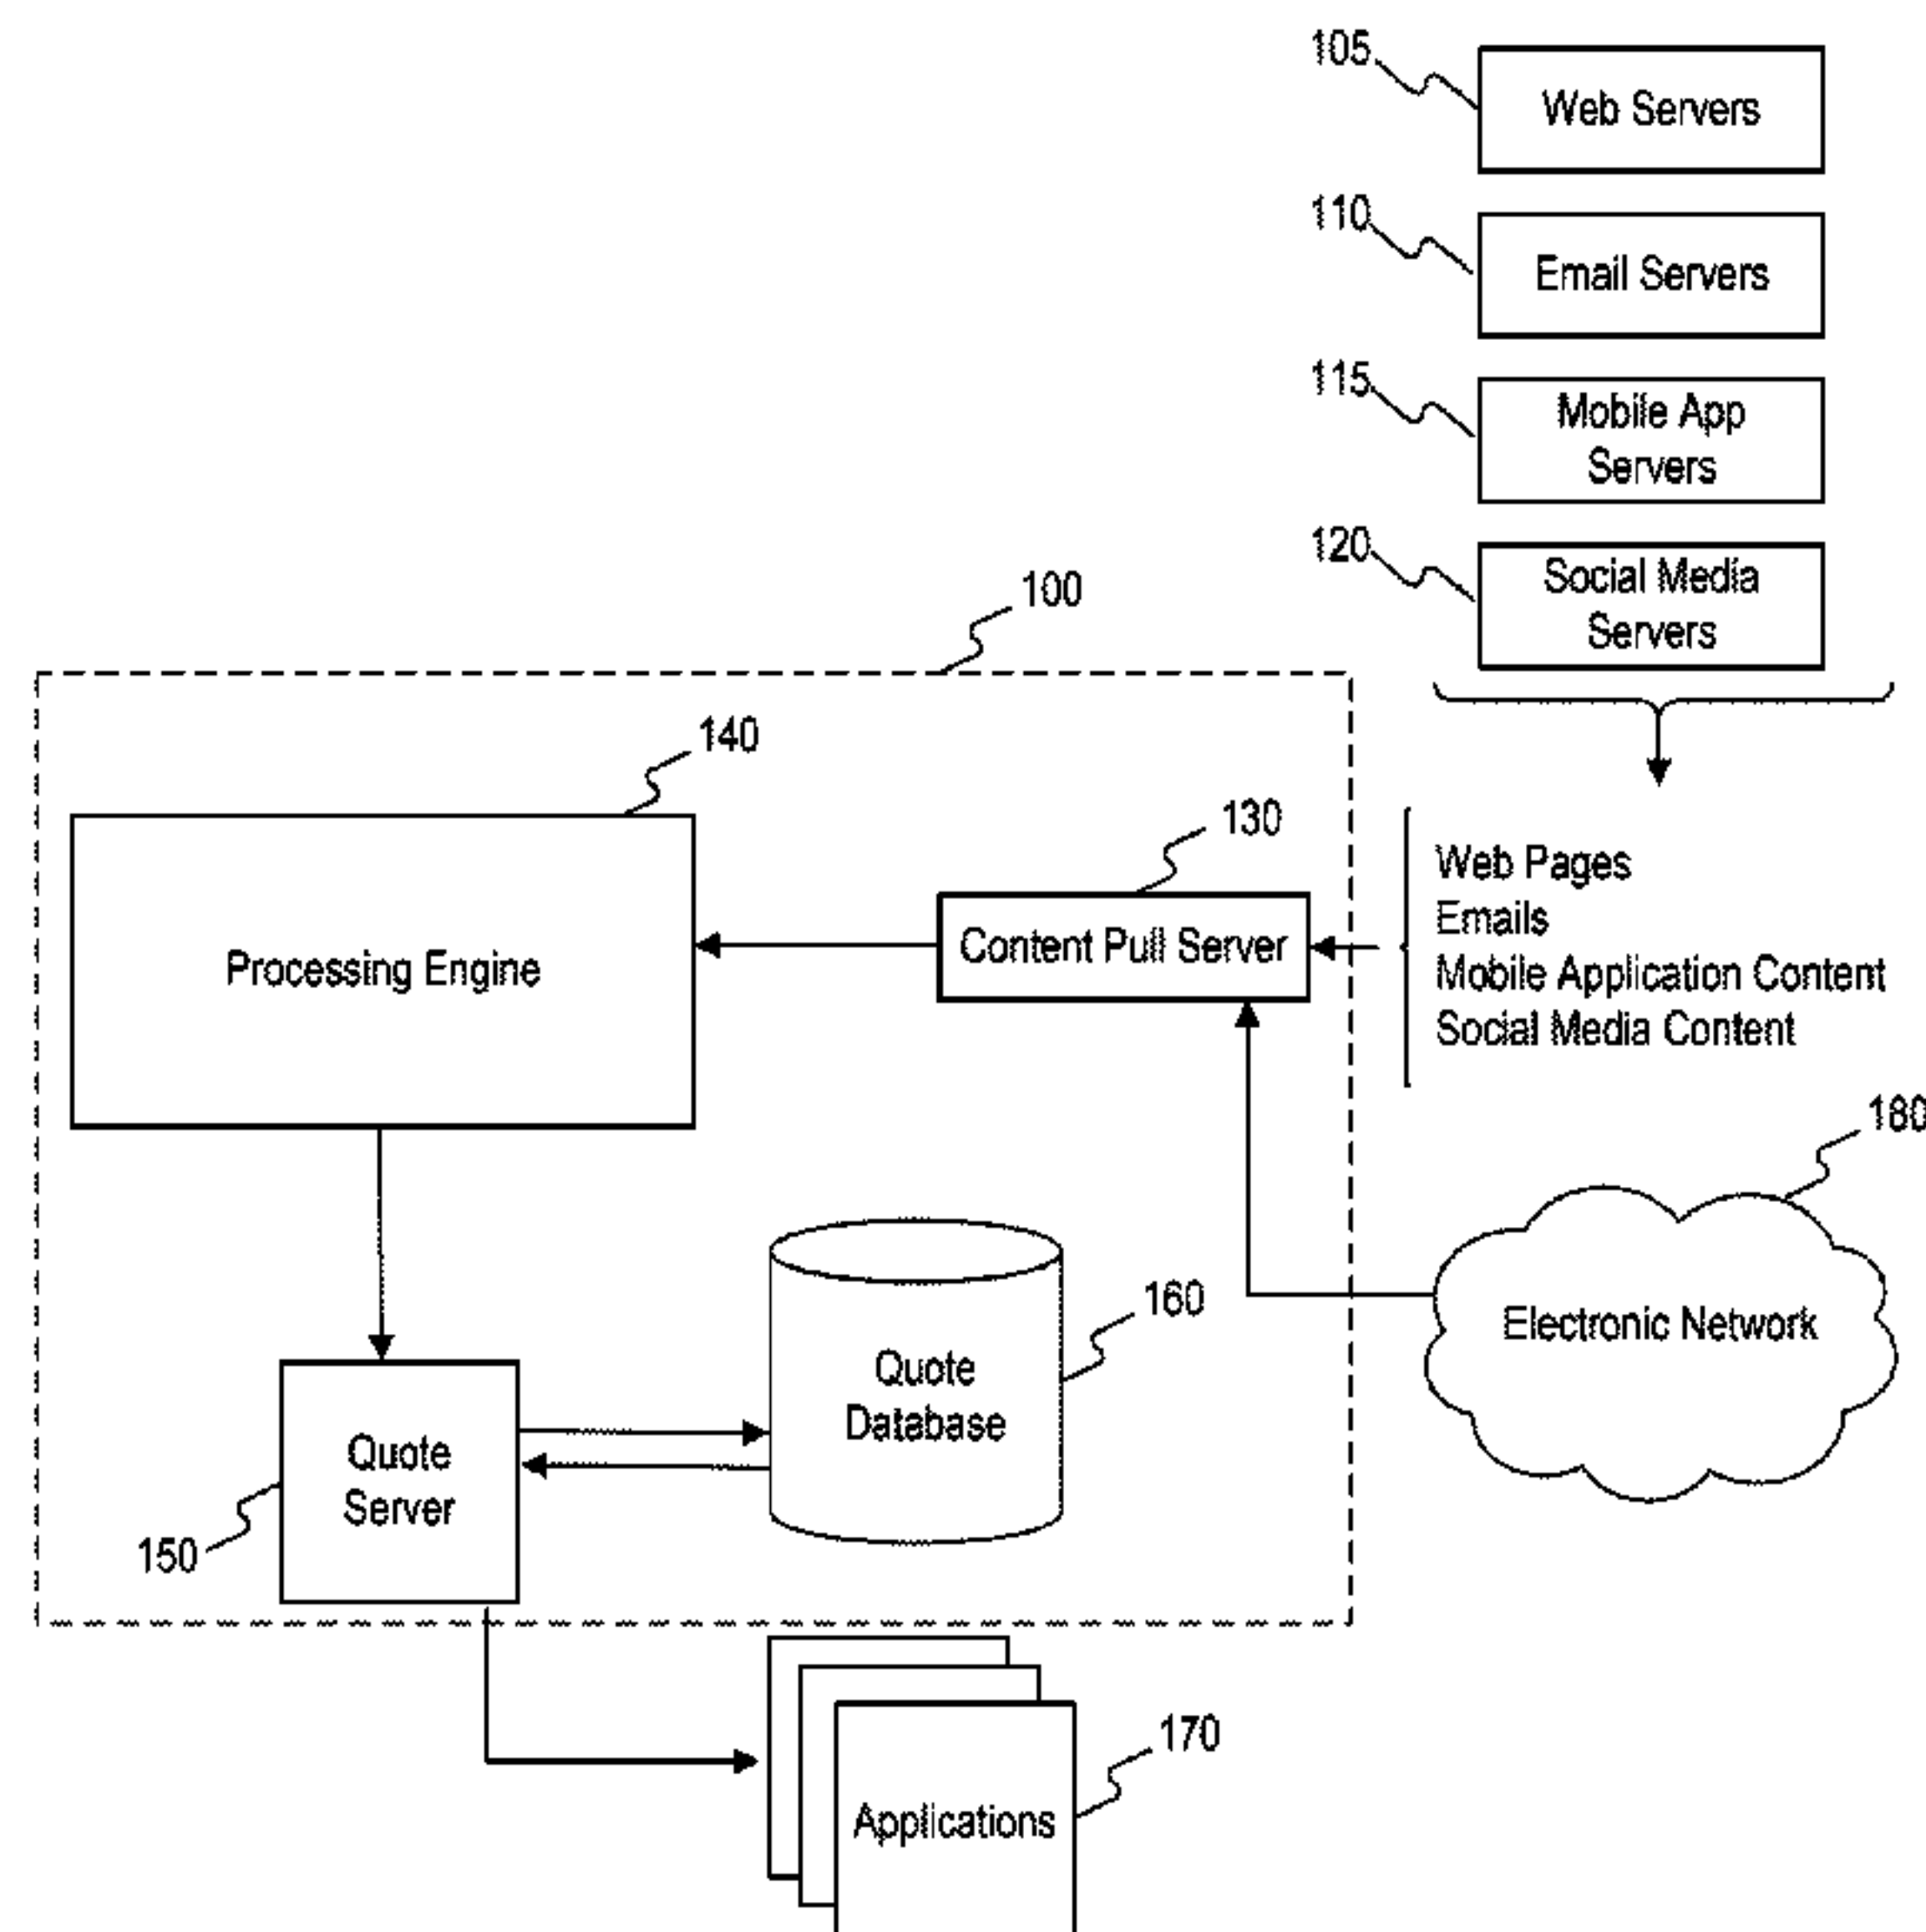 105
Web Servers
110
Email Servers
115
Mobile App
Servers
120
Social Media
Servers
100
140
130
Web Pages
Emails
Mobile Application Content
Social Media Content
Processing Engine
Content Pull Server
180
160
Electronic Network
Quote
Database
Quote
Server
150
170
Applications